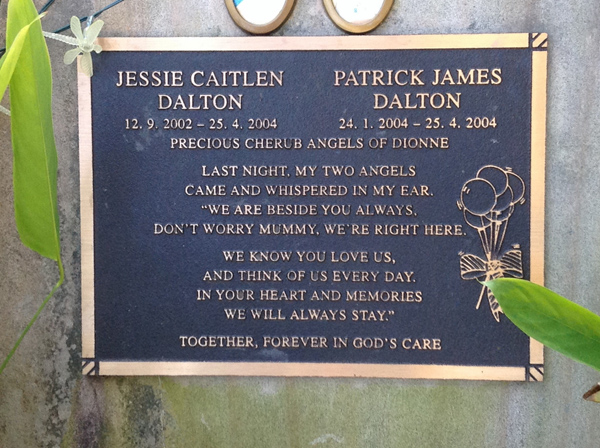 JESSIE CAITLEN PATRICK JAMES
DALTON DALTON
12. 9. 2002 – 25. 4. 2004 24. 1. 2004 – 25. 4. 2004
PRECIOUS CHERUB ANGELS OF DIONNE
LAST NIGHT, MY TWO ANGELS
CAME AND WHISPERED IN MY EAR.
“WE ARE BESIDE YOU ALWAYS,
DON’T WORRY MUMMY, WE’RE RIGHT HERE.
WE KNOW YOU LOVE US,
AND THINK OF US EVERY DAY.
IN YOUR HEART AND MEMORIES
WE WILL ALWAYS STAY.”
TOGETHER, FOREVER IN GOD’S CARE